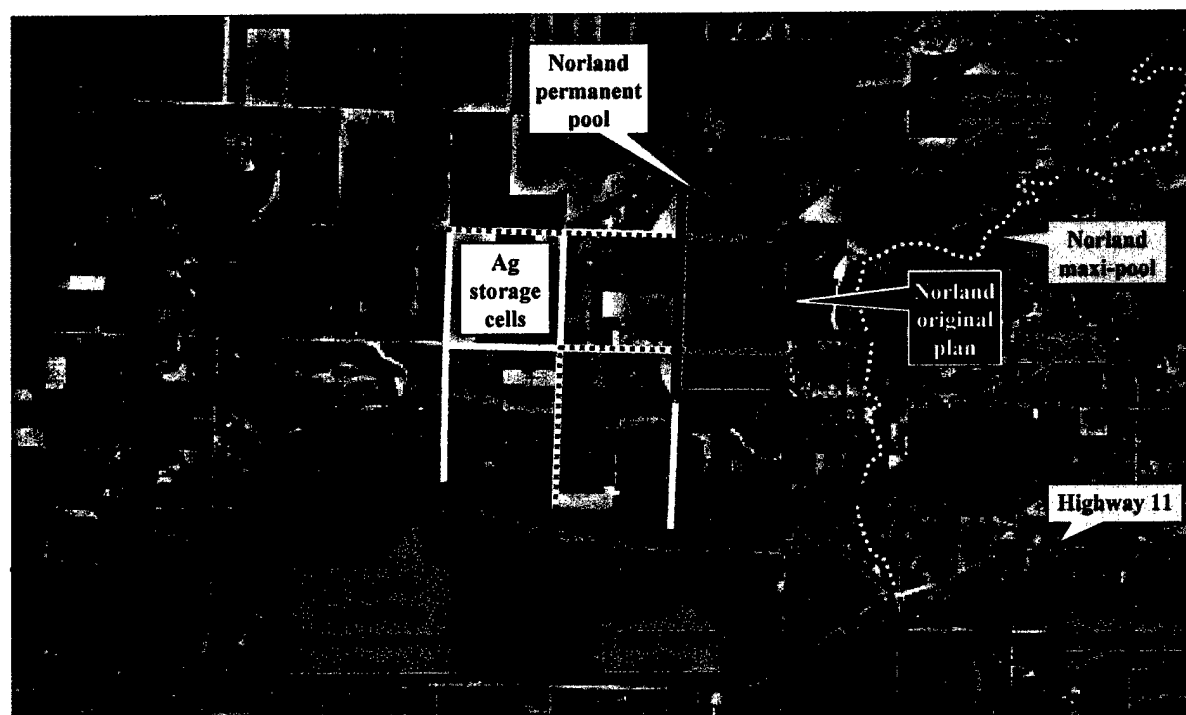 Norland
permanent
pool
Ag
storage
cells
Norland
maxi-pool
Norland
original
plan
Highway 11